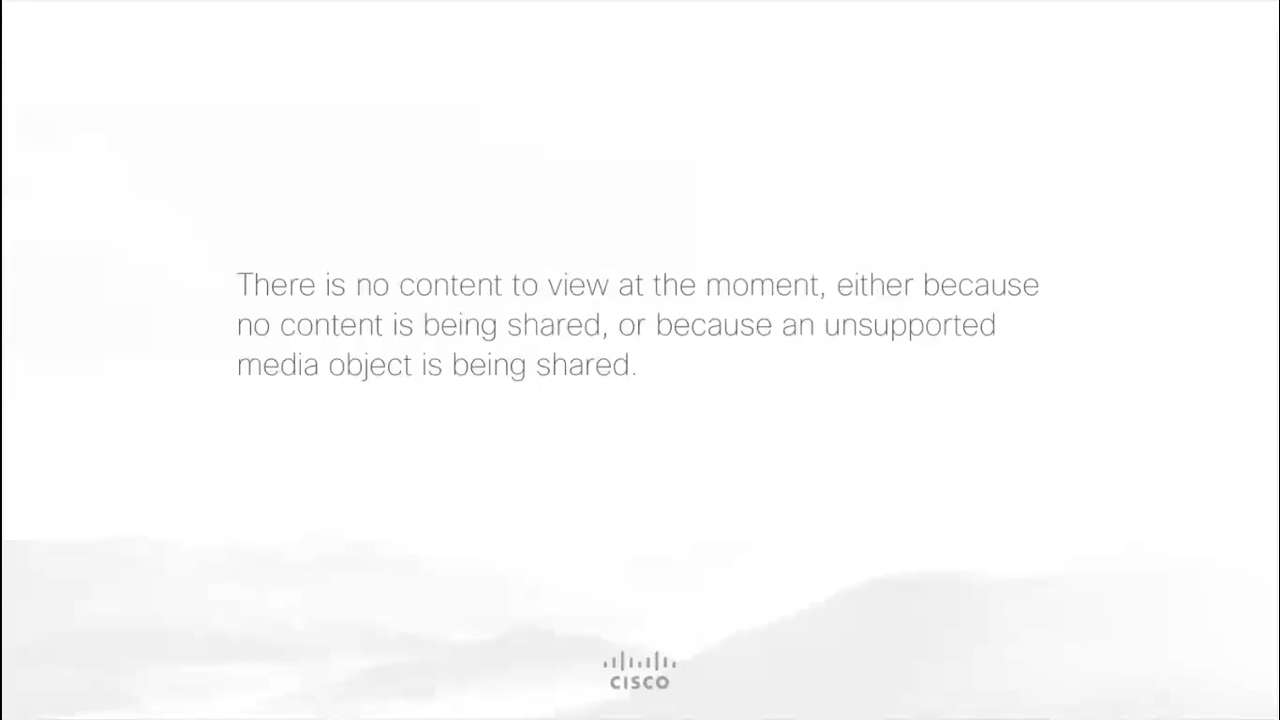 There is no content to view at the moment, either because
no content is being shared, or because an unsupported
media object is being shared.
CISCO